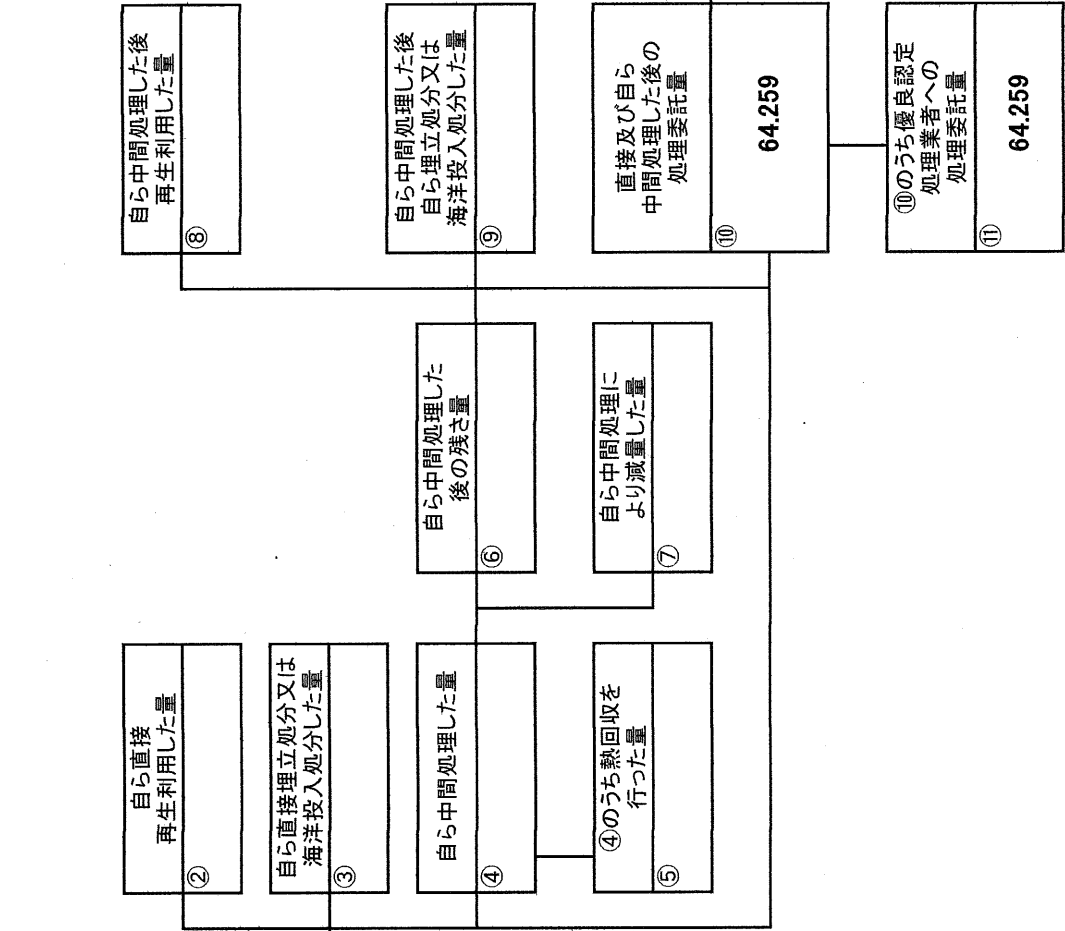 自ら直接
再生利用した量
②
自ら直接埋立処分又は
海洋投入処分した量
③
自ら中間処理した量
④
④のうち熱回収を
行った量
⑤
自ら中間処理した
後の残さ量
⑥
自ら中間処理に
より減量した量
⑦
自ら中間処理した後
再生利用した量
⑧
自ら中間処理した後
自ら埋立処分又は
海洋投入処分した量
⑨
直接及び自ら
中間処理した後の
処理委託量
⑩
64.259
⑩のうち優良認定
処理業者への
処理委託量
⑪
64.259